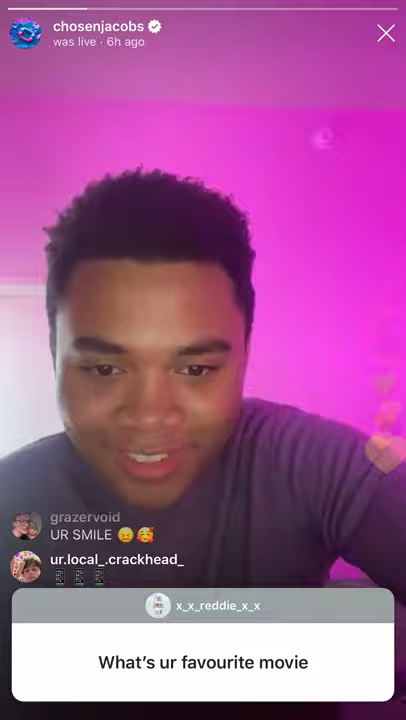 chosenjacobs
was live · 6h ago
grazervoid
UR SMILE 😠🥰
ur.local_.crackhead_
📱📱📱
x_x_reddie_x_x
What's ur favourite movie